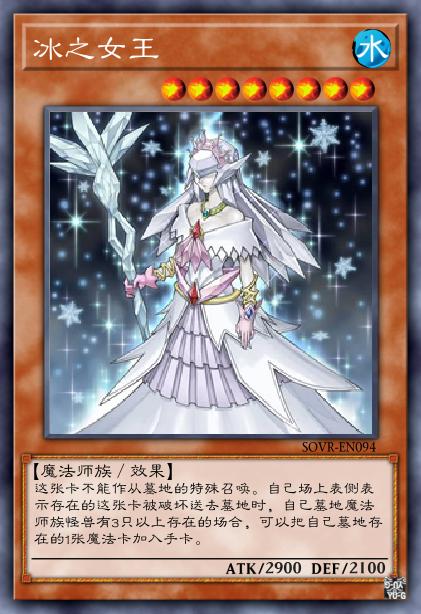 冰之女王
水
SOVR-EN094
【魔法师族／效果】
这张卡不能作从墓地的特殊召唤。自己场上表侧表
示存在的这张卡被破坏送去墓地时，自己墓地魔法
师族怪兽有3只以上存在的场合，可以把自己墓地存
在的1张魔法卡加入手卡。
ATK/2900 DEF/2100